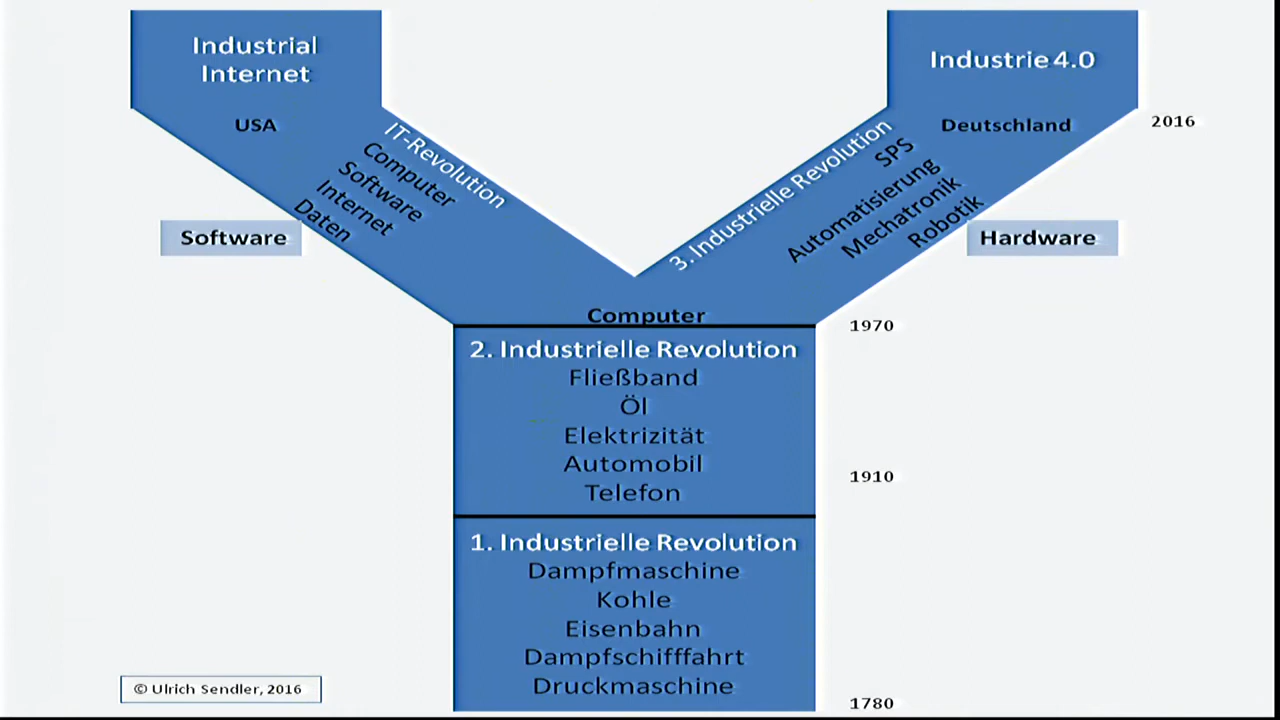 Industrial
Internet
USA
IT-Revolution
Computer
Software
Internet
Daten
Software
Industrie 4.0
Deutschland
2016
3. Industrielle Revolution
SPS
Automatisierung
Mechatronik
Robotik
Hardware
Computer
1970
2. Industrielle Revolution
Fließband
Öl
Elektrizität
Automobil
1910
Telefon
1. Industrielle Revolution
Dampfmaschine
Kohle
Eisenbahn
Dampfschifffahrt
Druckmaschine
1780
© Ulrich Sendler, 2016